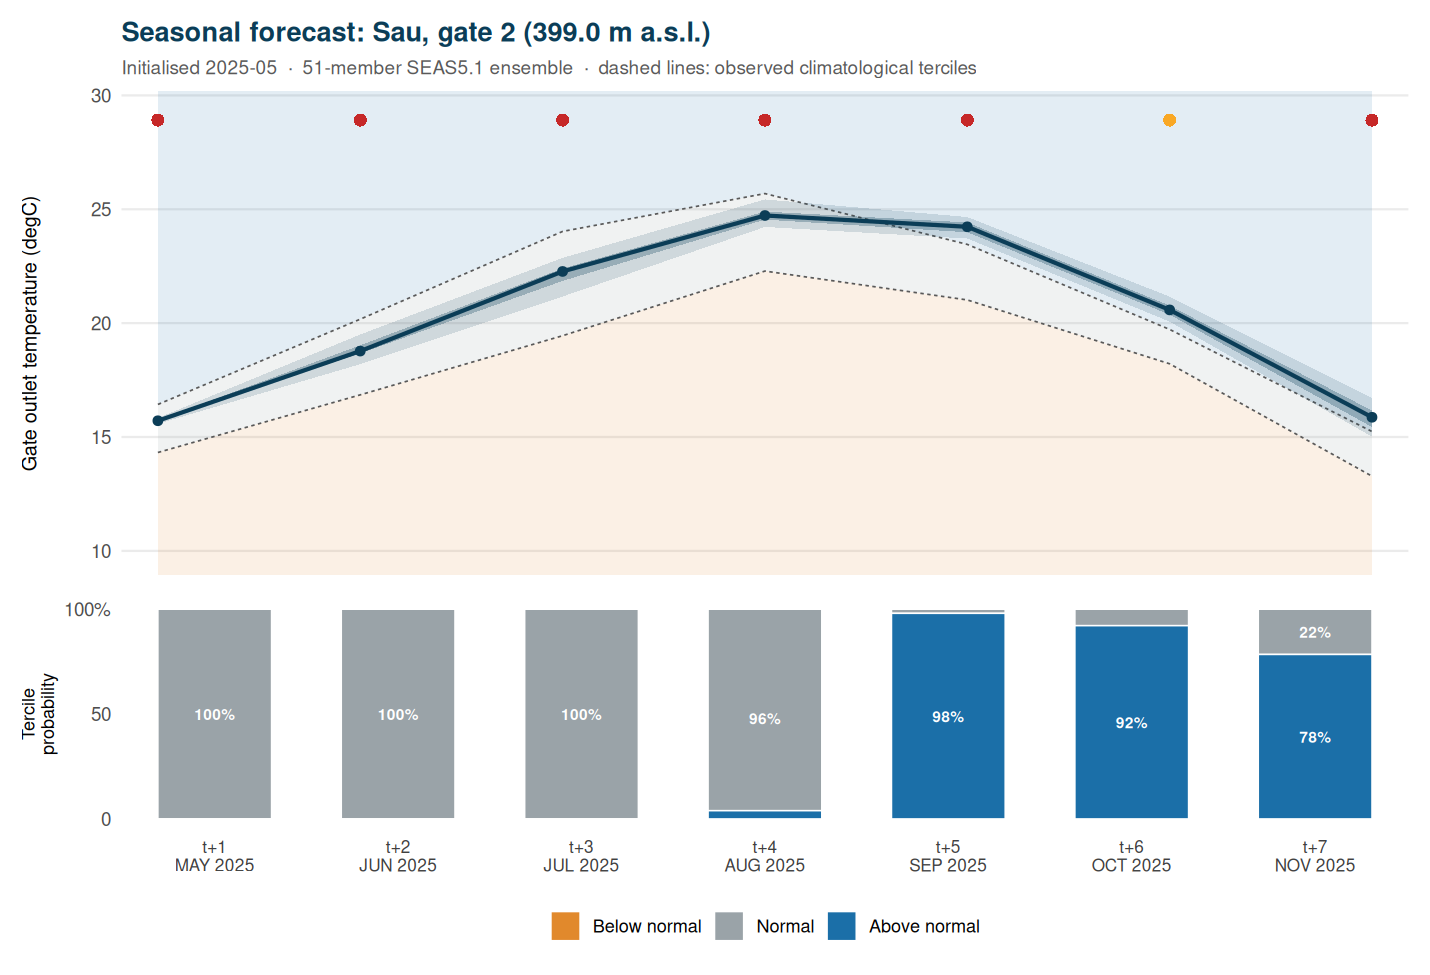 Seasonal forecast: Sau, gate 2 (399.0 m a.s.l.)
Initialised 2025-05 · 51-member SEAS5.1 ensemble · dashed lines: observed climatological terciles
30
25
20
15
10
Gate outlet temperature (degC)
100%
50
0
Tercile
probability
100%
100%
100%
96%
98%
92%
22%
78%
t+1
MAY 2025
t+2
JUN 2025
t+3
JUL 2025
t+4
AUG 2025
t+5
SEP 2025
t+6
OCT 2025
t+7
NOV 2025
Below normal
Normal
Above normal